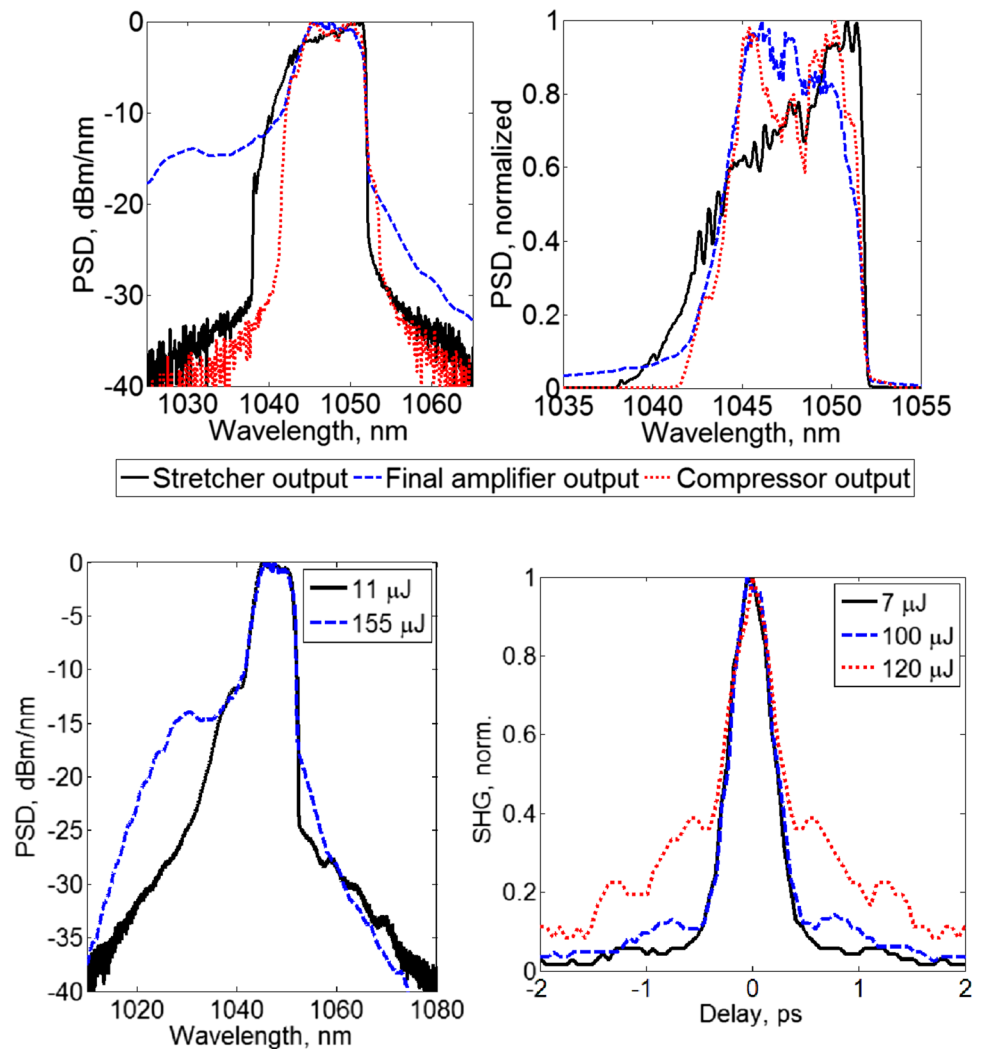 0
-10
-20
-30
-40
PSD, dBm/nm
1030 1040 1050 1060
Wavelength, nm
1
0.8
0.6
0.4
0.2
0
PSD, normalized
1035 1040 1045 1050 1055
Wavelength, nm
Stretcher output Final amplifier output Compressor output
0
-5
-10
-15
-20
-25
-30
-35
-40
PSD, dBm/nm
11 μJ
155 μJ
1020 1040 1060 1080
Wavelength, nm
1
0.8
0.6
0.4
0.2
0
SHG, norm.
7 μJ
100 μJ
120 μJ
-2 -1 0 1 2
Delay, ps